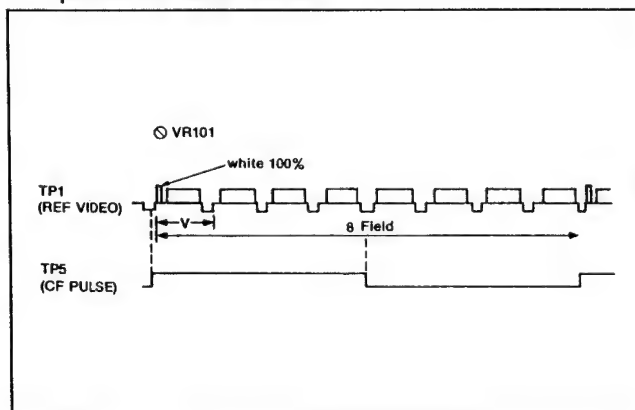 VR101
white 100%
TP1
(REF VIDEO)
V
8 Field
TP5
(CF PULSE)